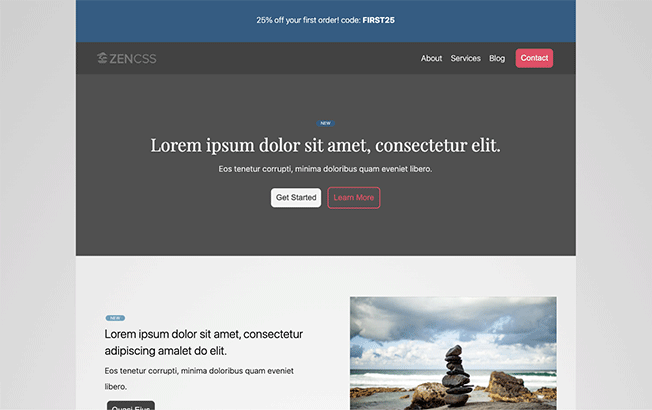 25% off your first order! code: FIRST25
ZENCSS
About Services Blog Contact
NEW
Lorem ipsum dolor sit amet, consectetur elit.
Eos tenetur corrupti, minima doloribus quam eveniet libero.
Get Started Learn More
NEW
Lorem ipsum dolor sit amet, consectetur
adipiscing amalet do elit.
Eos tenetur corrupti, minima doloribus quam eveniet
libero.
Quasi Eius